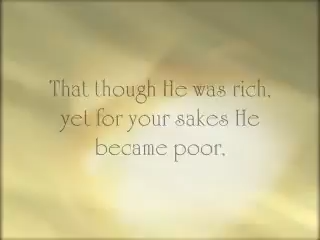 That though He was rich,
yet for your sakes He
became poor,